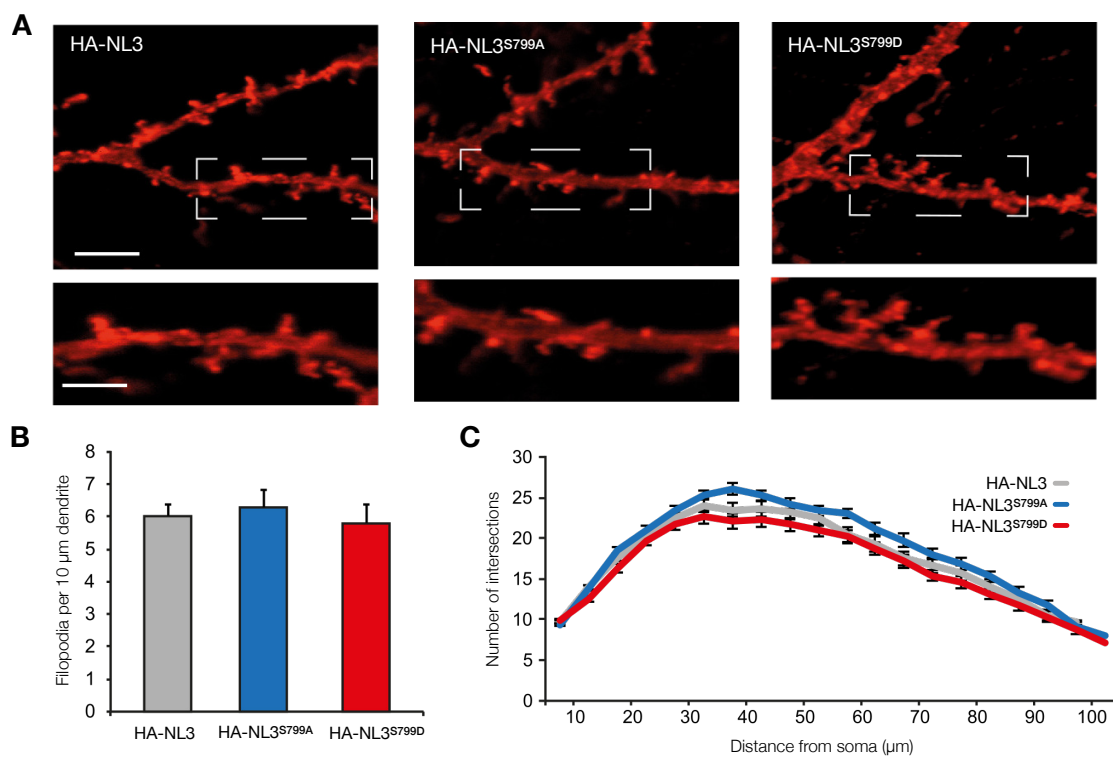 A
HA-NL3
HA-NL3S799A
HA-NL3S799D
B
Filopodia per 10 µm dendrite
8
7
6
5
4
3
2
1
0
HA-NL3
HA-NL3S799A
HA-NL3S799D
C
Number of intersections
30
25
20
15
10
5
0
HA-NL3
HA-NL3S799A
HA-NL3S799D
10 20 30 40 50 60 70 80 90 100
Distance from soma (µm)